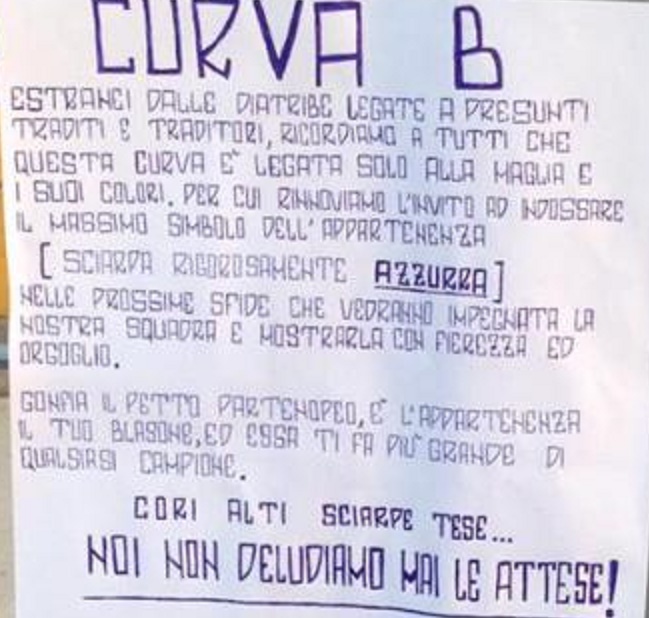 CURVA B
ESTRANEI DALLE DIATRIBE LEGATE A PRESUNTI
TRADITI E TRADITORI, RICORDIAMO A TUTTI CHE
QUESTA CURVA E' LEGATA SOLO ALLA MAGLIA E
I SUOI COLORI. PER CUI RINNOVIAMO L'INVITO AD INDOSSARE
IL MASSIMO SIMBOLO DELL'APPARTENENZA
[SCIARPA RIGOROSAMENTE AZZURRA]
NELLE PROSSIME SFIDE CHE VEDRANNO IMPEGNATA LA
NOSTRA SQUADRA E MOSTRARLA CON FIEREZZA ED
ORGOGLIO.
GONFIA IL PETTO PARTENOPEO, E' L'APPARTENENZA
IL TUO BLASONE, ED ESSA TI FA PIU' GRANDE DI
QUALSIASI CAMPIONE.
CORI ALTI SCIARPE TESE...
NOI NON DELUDIAMO MAI LE ATTESE!